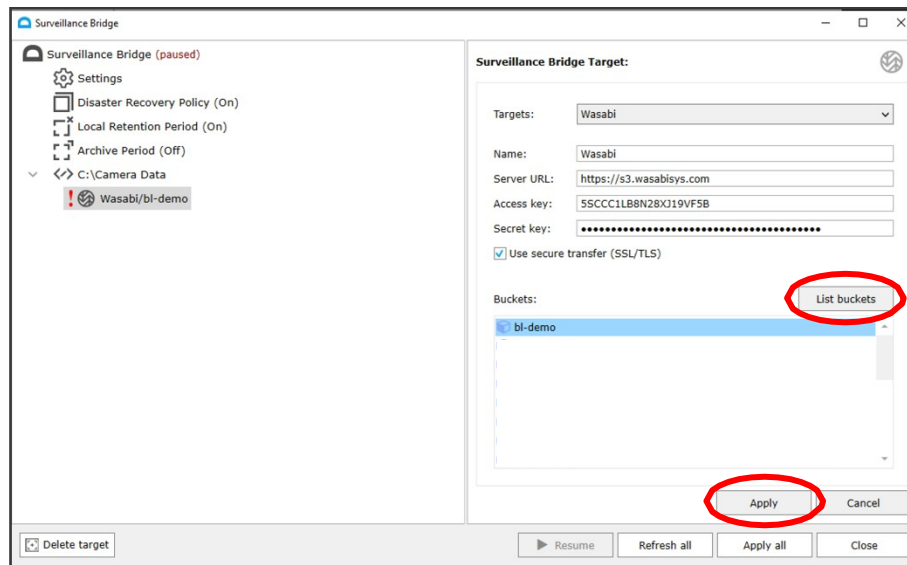 Surveillance Bridge
Surveillance Bridge (paused)
Settings
Disaster Recovery Policy (On)
Local Retention Period (On)
Archive Period (Off)
C:\Camera Data
Wasabi/bl-demo
Surveillance Bridge Target:
Targets: Wasabi
Name: Wasabi
Server URL: https://s3.wasabisys.com
Access key: 5SCCC1LB8N28XJ19VF5B
Secret key: ●●●●●●●●●●●●●●●●●●●●●●●●●●●●●●●●●●●●●●●●
Use secure transfer (SSL/TLS)
Buckets: List buckets
bl-demo
Apply Cancel
Delete target Resume Refresh all Apply all Close